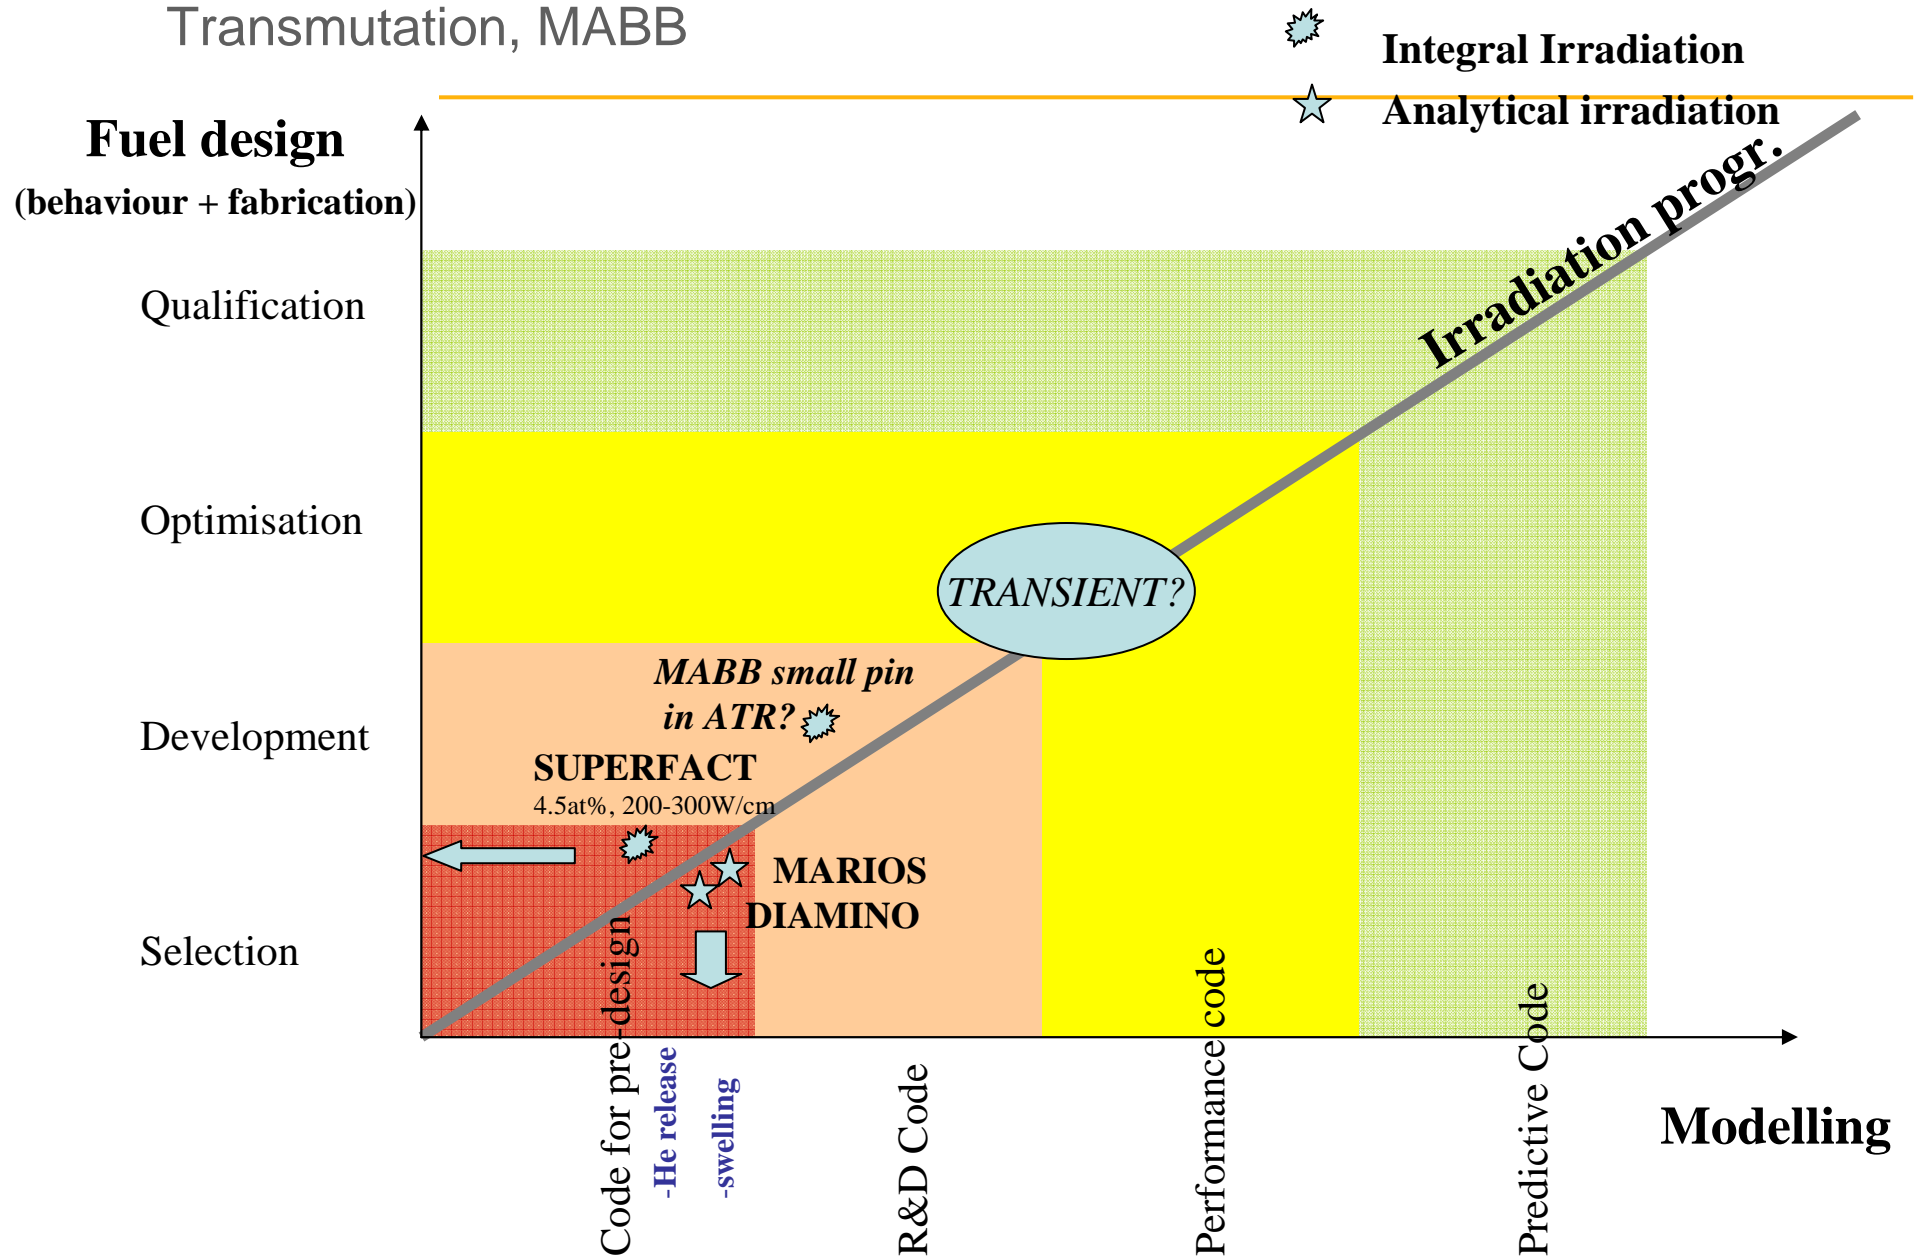 Transmutation, MABB
Integral Irradiation
Analytical irradiation
Fuel design
(behaviour + fabrication)
Irradiation progr.
Qualification
Optimisation
TRANSIENT?
MABB small pin
in ATR?
Development
SUPERFACT
4.5at%, 200-300W/cm
MARIOS
DIAMINO
Selection
Code for pre-design
-He release
-swelling
R&D Code
Performance code
Predictive Code
Modelling